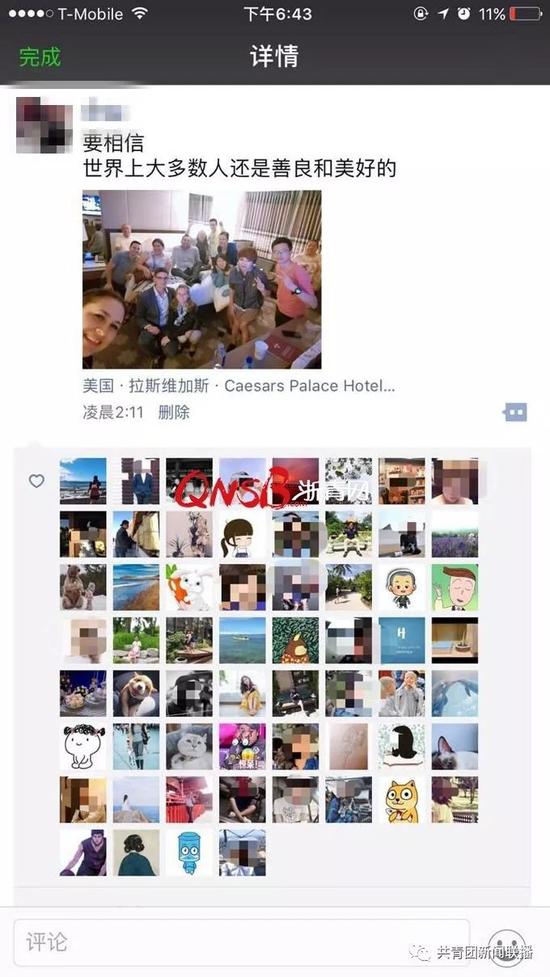 T-Mobile 下午6:43 11%
完成 详情
要相信
世界上大多数人还是善良和美好的
美国 · 拉斯维加斯 · Caesars Palace Hotel...
凌晨2:11 删除
QNSB 浙青网
评论
共青团新闻联播